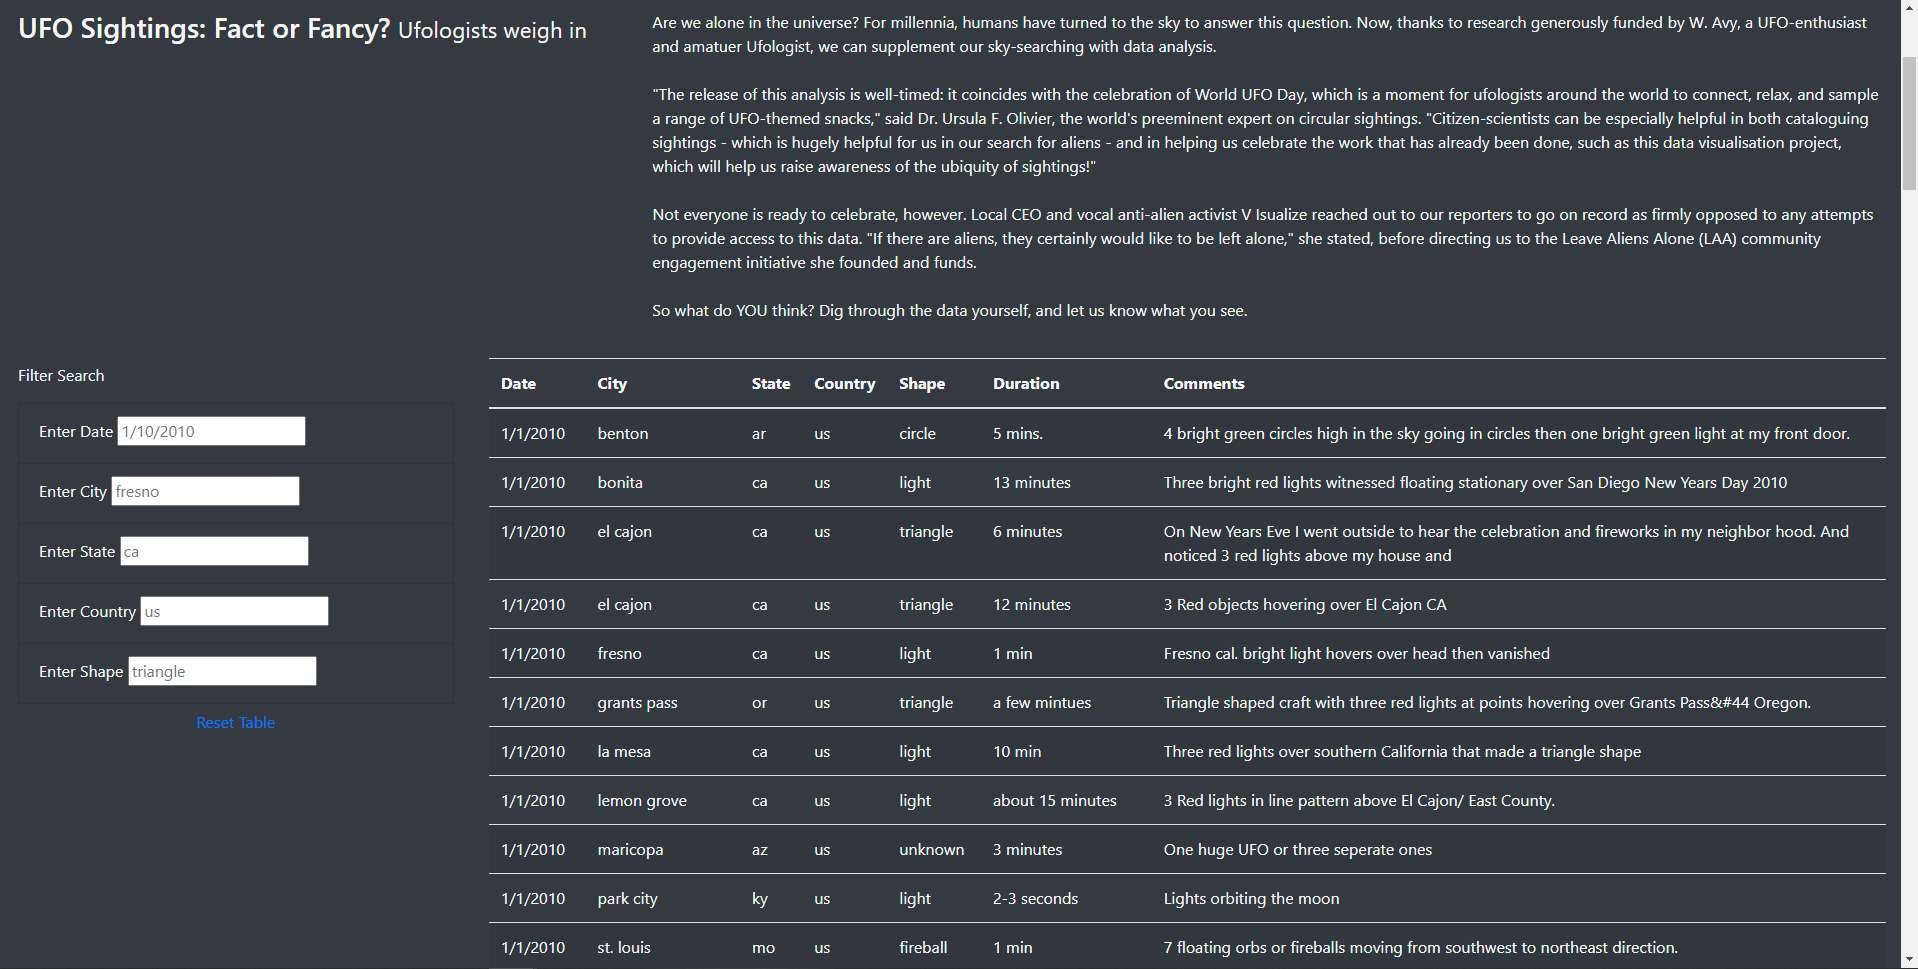 UFO Sightings: Fact or Fancy? Ufologists weigh in
Are we alone in the universe? For millennia, humans have turned to the sky to answer this question. Now, thanks to research generously funded by W. Avy, a UFO-enthusiast
and amatuer Ufologist, we can supplement our sky-searching with data analysis.
"The release of this analysis is well-timed: it coincides with the celebration of World UFO Day, which is a moment for ufologists around the world to connect, relax, and sample
a range of UFO-themed snacks," said Dr. Ursula F. Olivier, the world's preeminent expert on circular sightings. "Citizen-scientists can be especially helpful in both cataloguing
sightings - which is hugely helpful for us in our search for aliens - and in helping us celebrate the work that has already been done, such as this data visualisation project,
which will help us raise awareness of the ubiquity of sightings!"
Not everyone is ready to celebrate, however. Local CEO and vocal anti-alien activist V Isualize reached out to our reporters to go on record as firmly opposed to any attempts
to provide access to this data. "If there are aliens, they certainly would like to be left alone," she stated, before directing us to the Leave Aliens Alone (LAA) community
engagement initiative she founded and funds.
So what do YOU think? Dig through the data yourself, and let us know what you see.
Filter Search
Enter Date 1/10/2010
Enter City fresno
Enter State ca
Enter Country us
Enter Shape triangle
Reset Table
Date City State Country Shape Duration Comments
1/1/2010 benton ar us circle 5 mins. 4 bright green circles high in the sky going in circles then one bright green light at my front door.
1/1/2010 bonita ca us light 13 minutes Three bright red lights witnessed floating stationary over San Diego New Years Day 2010
1/1/2010 el cajon ca us triangle 6 minutes On New Years Eve I went outside to hear the celebration and fireworks in my neighbor hood. And
noticed 3 red lights above my house and
1/1/2010 el cajon ca us triangle 12 minutes 3 Red objects hovering over El Cajon CA
1/1/2010 fresno ca us light 1 min Fresno cal. bright light hovers over head then vanished
1/1/2010 grants pass or us triangle a few mintues Triangle shaped craft with three red lights at points hovering over Grants Pass&#44 Oregon.
1/1/2010 la mesa ca us light 10 min Three red lights over southern California that made a triangle shape
1/1/2010 lemon grove ca us light about 15 minutes 3 Red lights in line pattern above El Cajon/ East County.
1/1/2010 maricopa az us unknown 3 minutes One huge UFO or three seperate ones
1/1/2010 park city ky us light 2-3 seconds Lights orbiting the moon
1/1/2010 st. louis mo us fireball 1 min 7 floating orbs or fireballs moving from southwest to northeast direction.